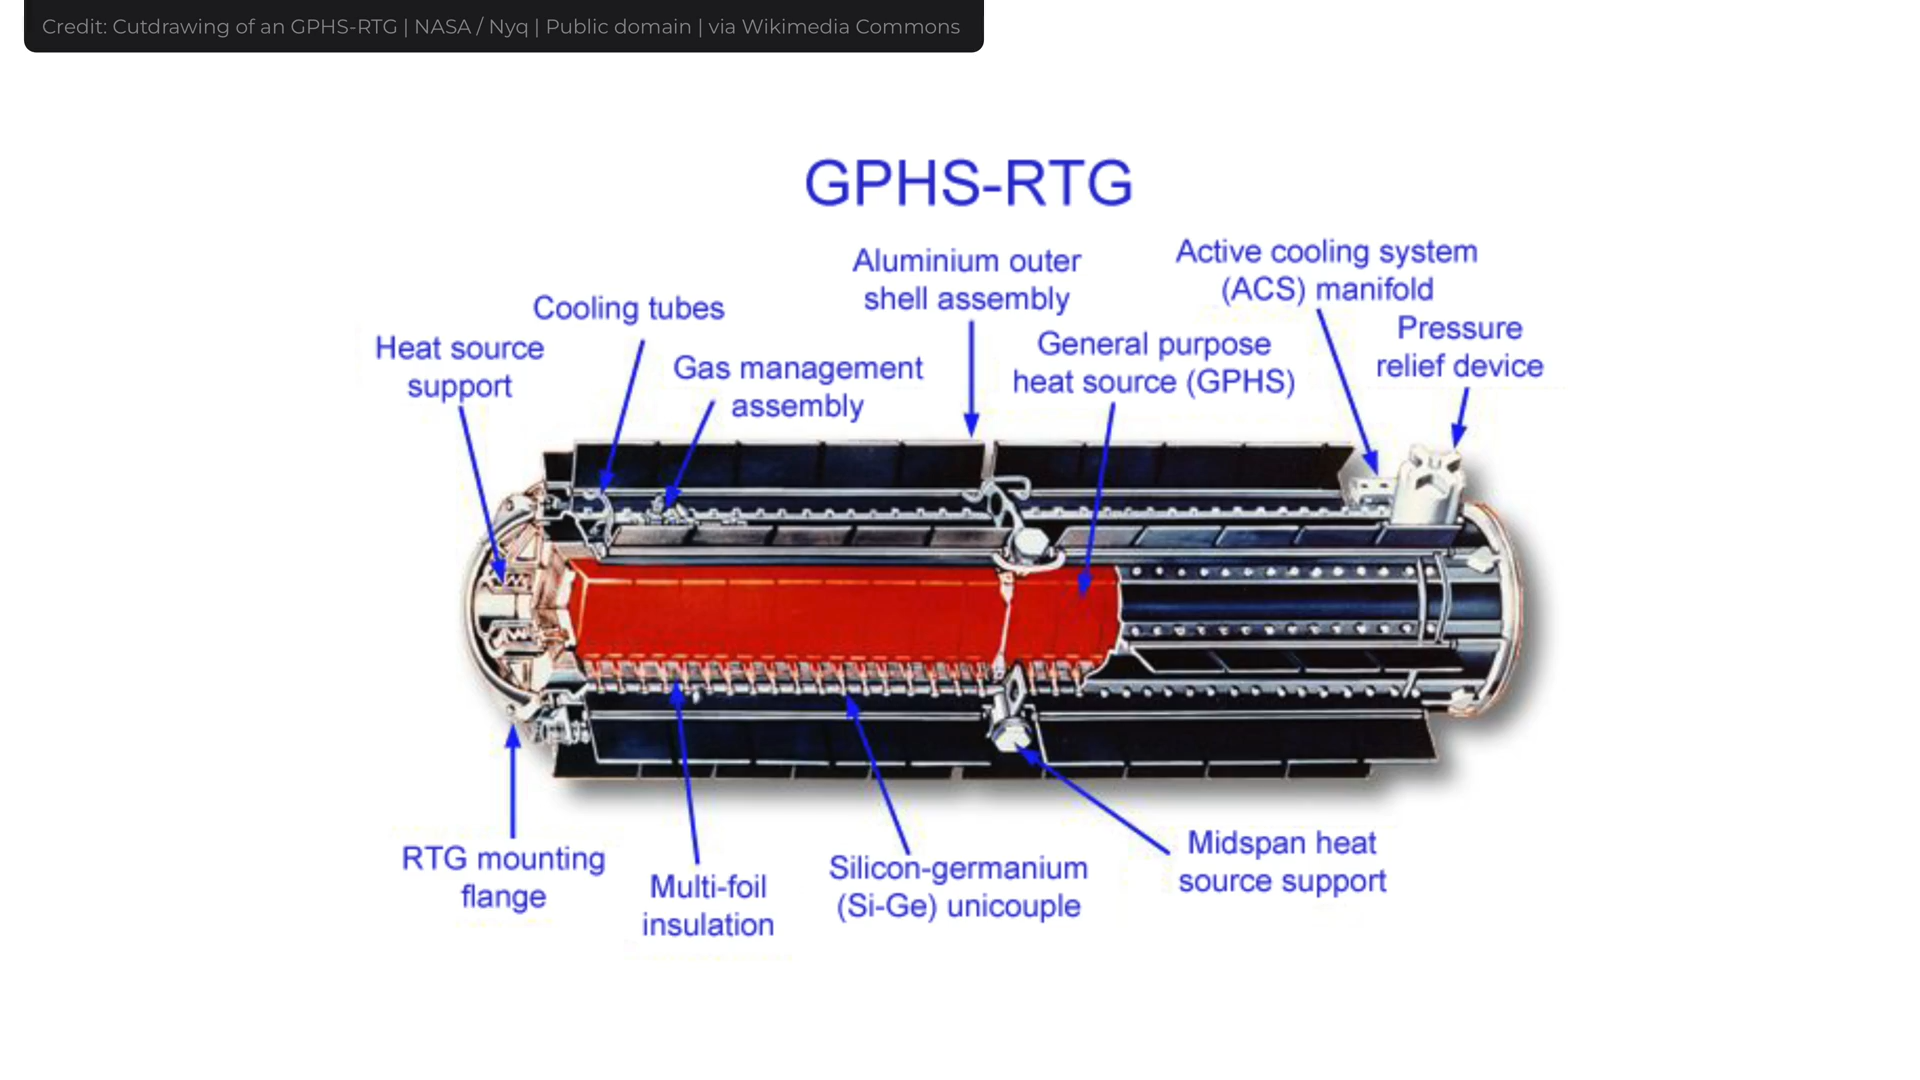 Credit: Cutdrawing of an GPHS-RTG | NASA / Nyq | Public domain | via Wikimedia Commons
GPHS-RTG
Aluminium outer
shell assembly
Active cooling system
(ACS) manifold
Cooling tubes
Pressure
relief device
Heat source
support
Gas management
assembly
General purpose
heat source (GPHS)
RTG mounting
flange
Multi-foil
insulation
Silicon-germanium
(Si-Ge) unicouple
Midspan heat
source support